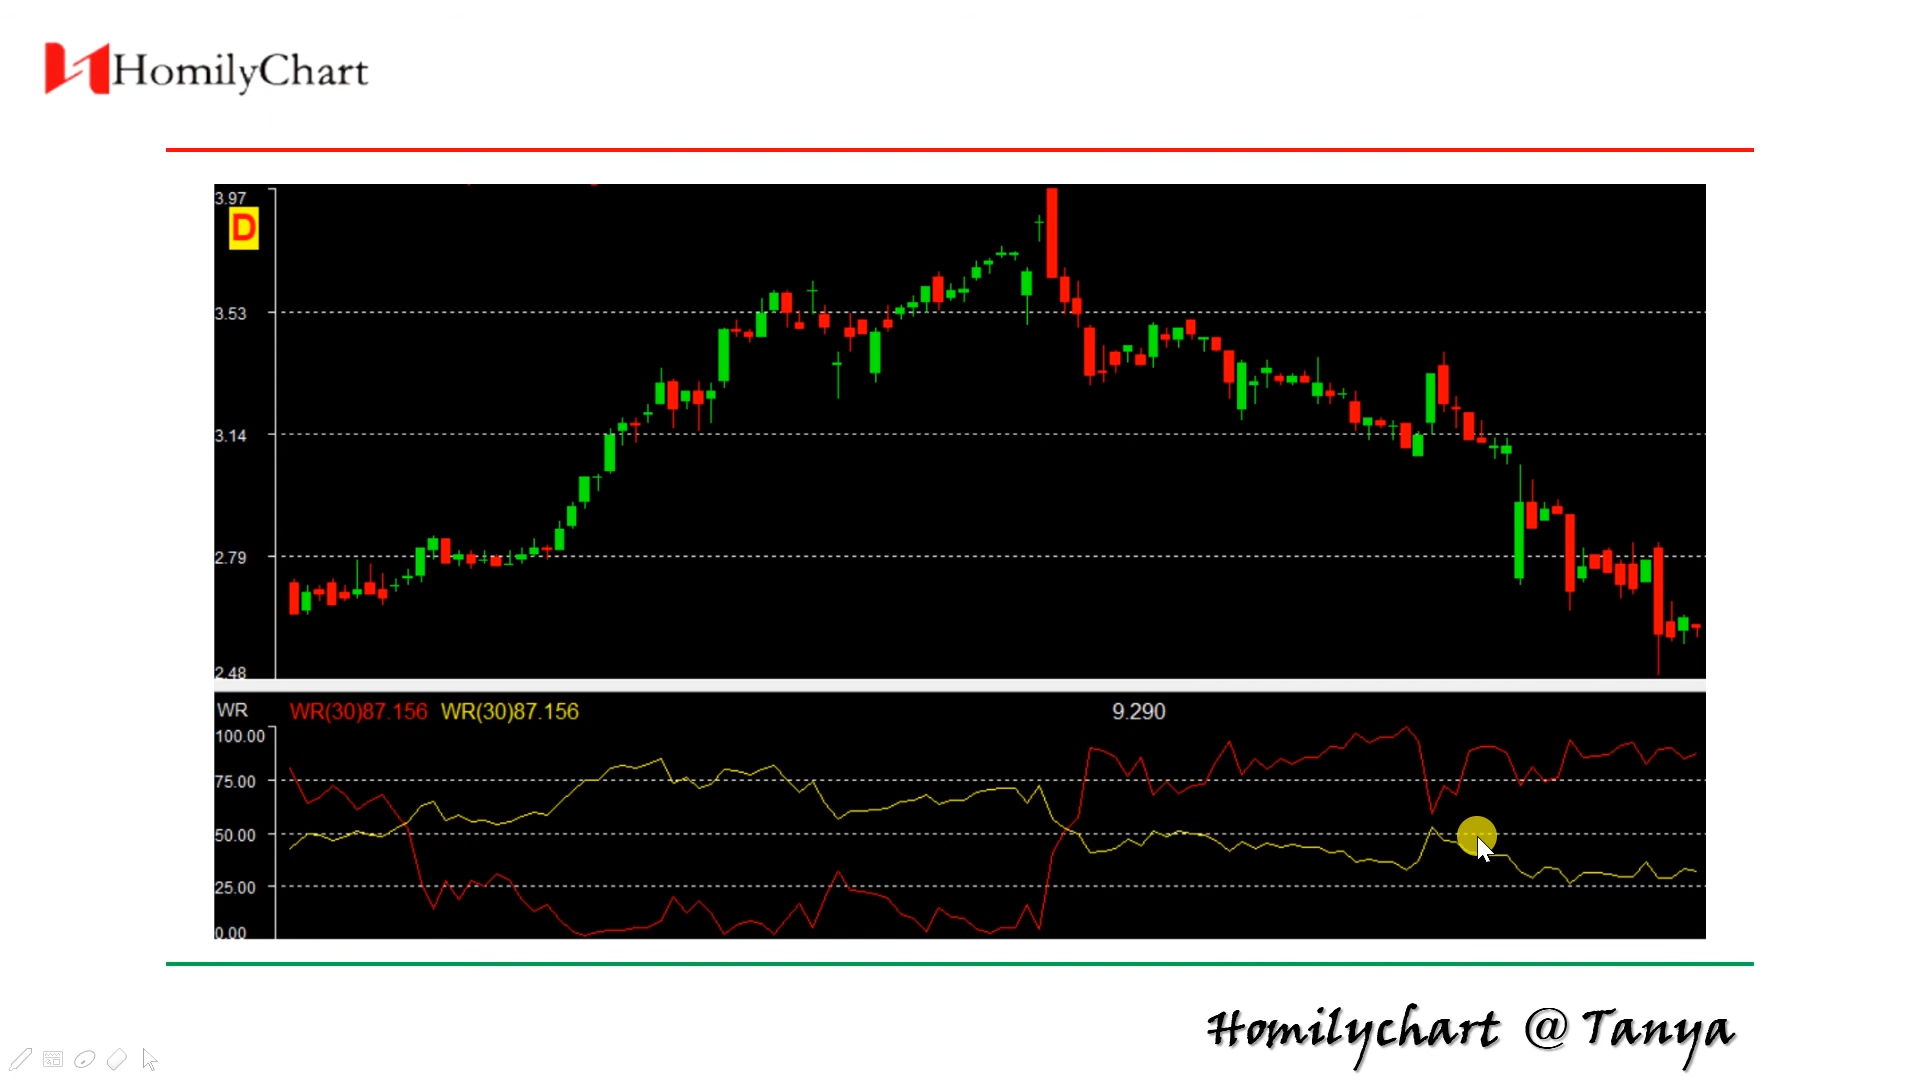 HomilyChart
3.97
D
3.53
3.14
2.79
2.48
WR WR(30)87.156 WR(30)87.156 9.290
100.00
75.00
50.00
25.00
0.00
Homilychart @ Tanya